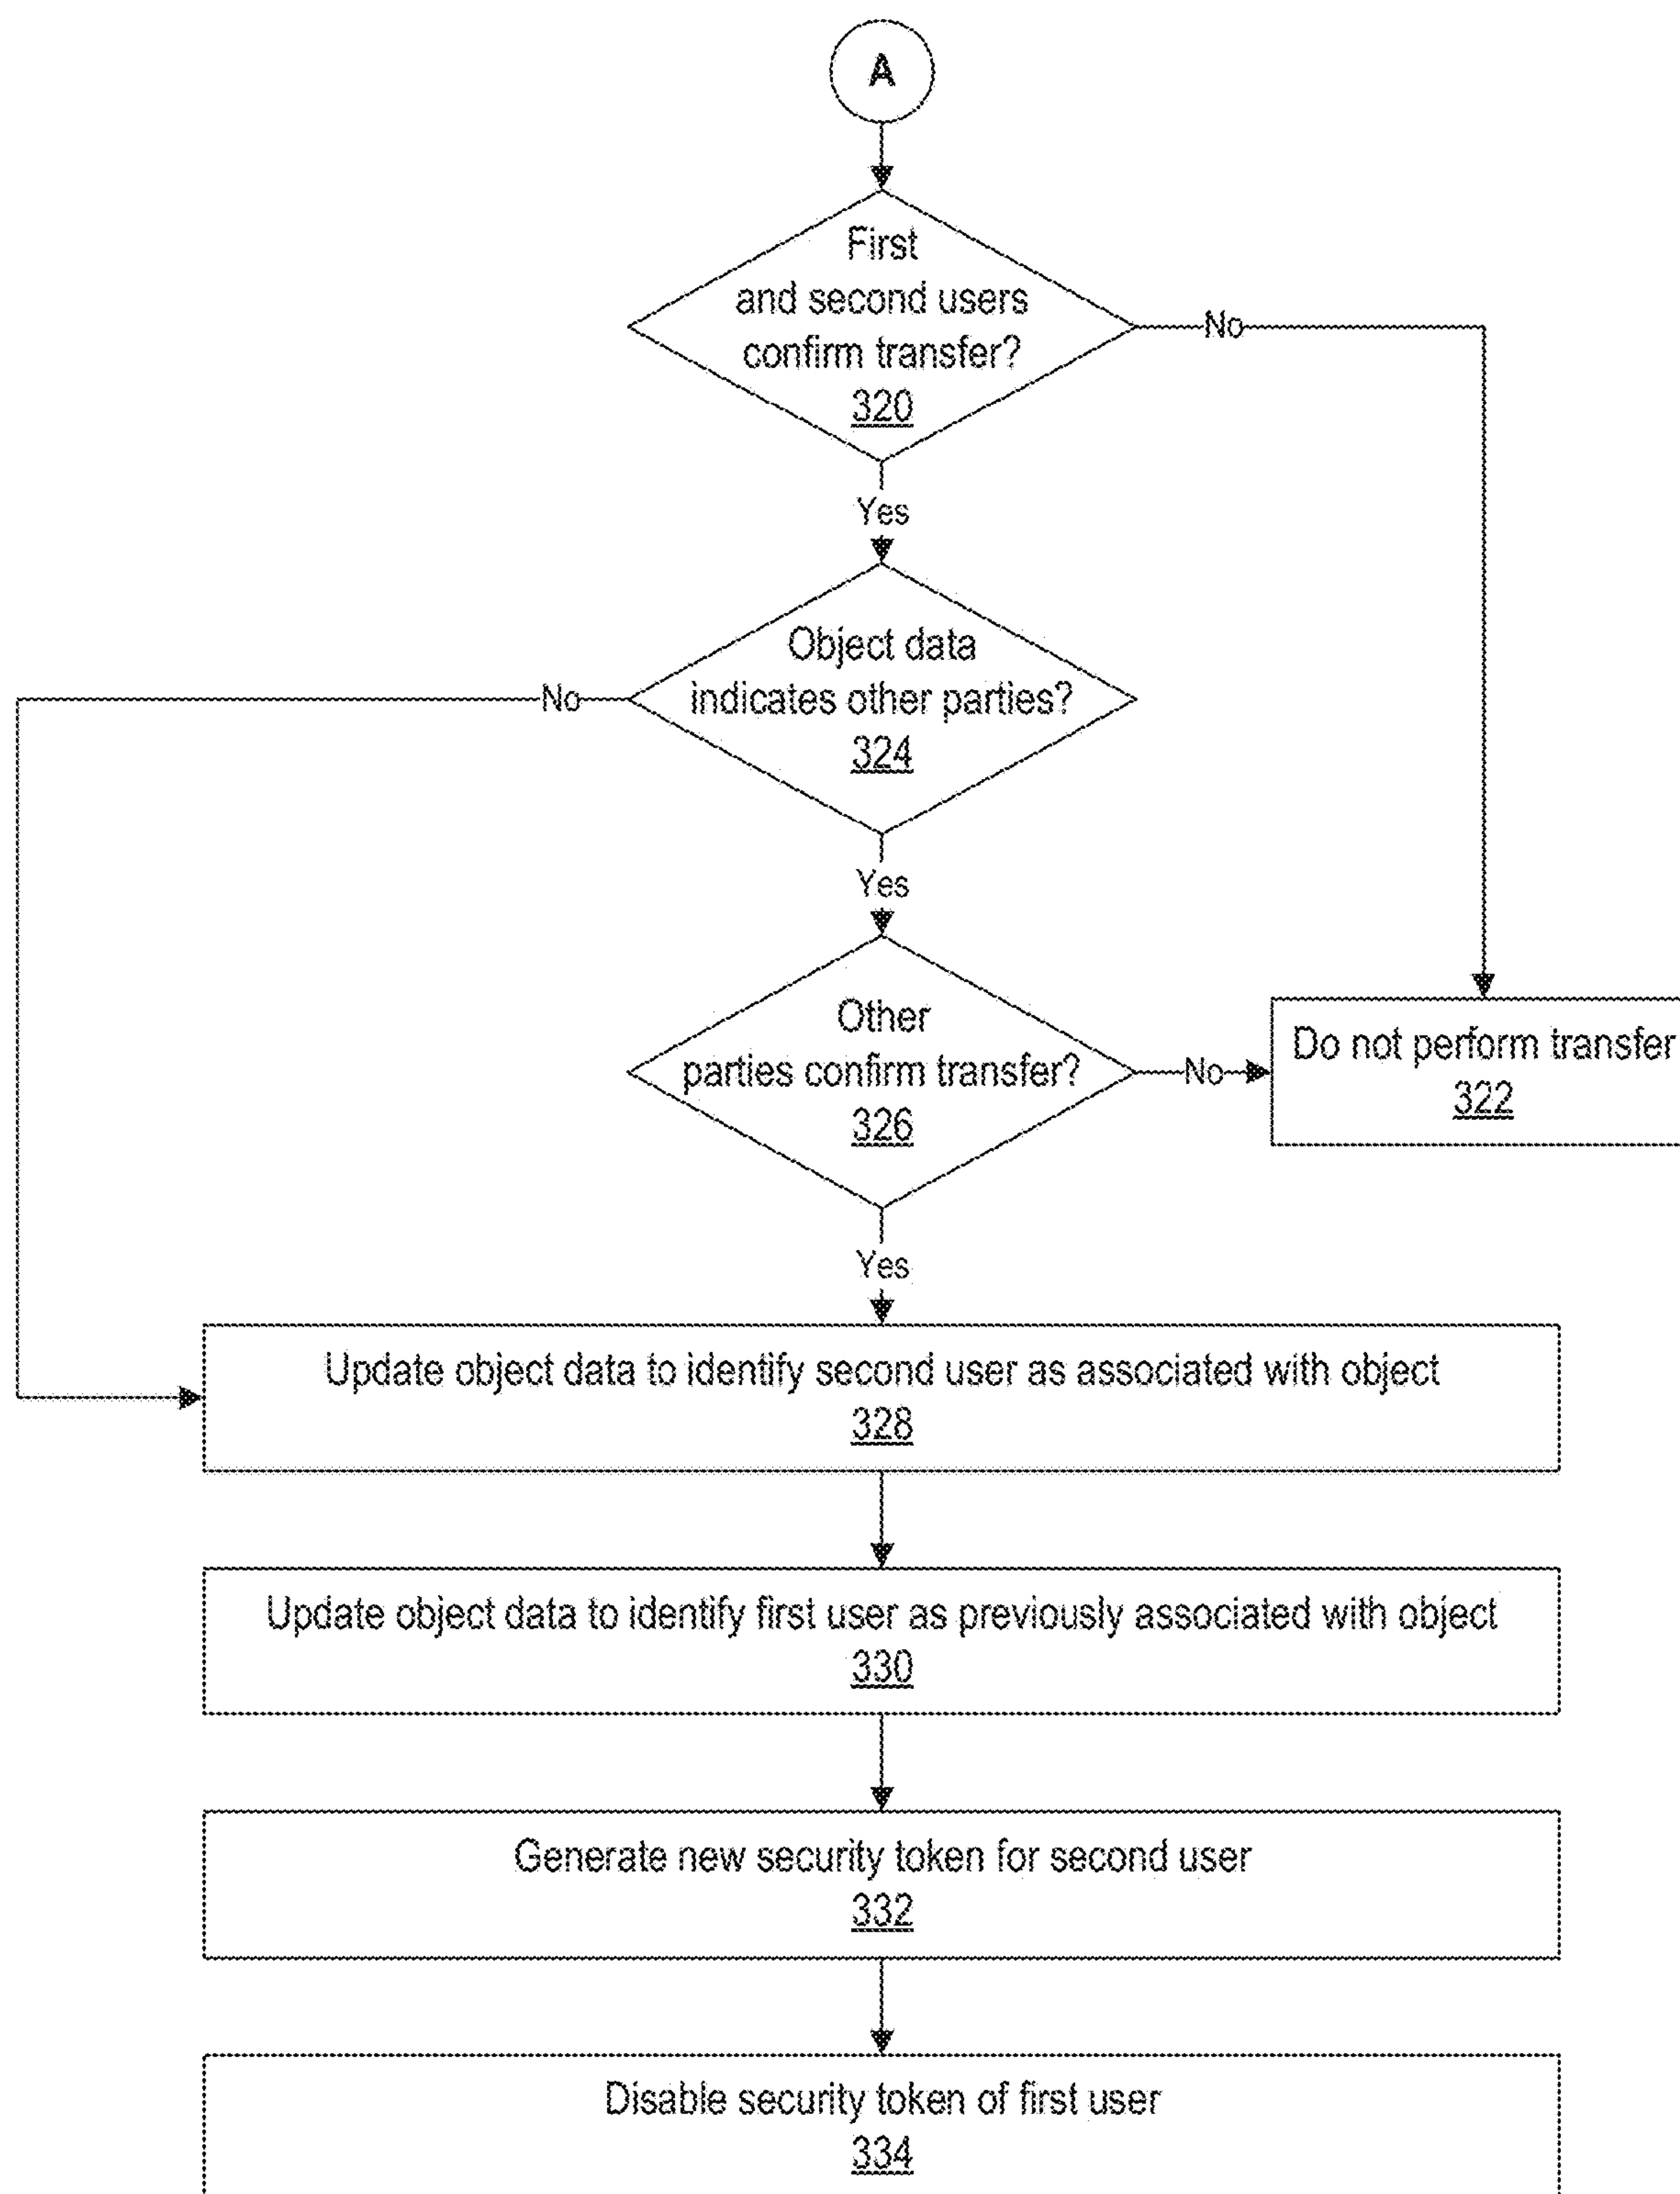 A
First
and second users
confirm transfer?
320
No
Yes
Object data
indicates other parties?
324
No
Yes
Other
parties confirm transfer?
326
No
Do not perform transfer
322
Yes
Update object data to identify second user as associated with object
328
Update object data to identify first user as previously associated with object
330
Generate new security token for second user
332
Disable security token of first user
334